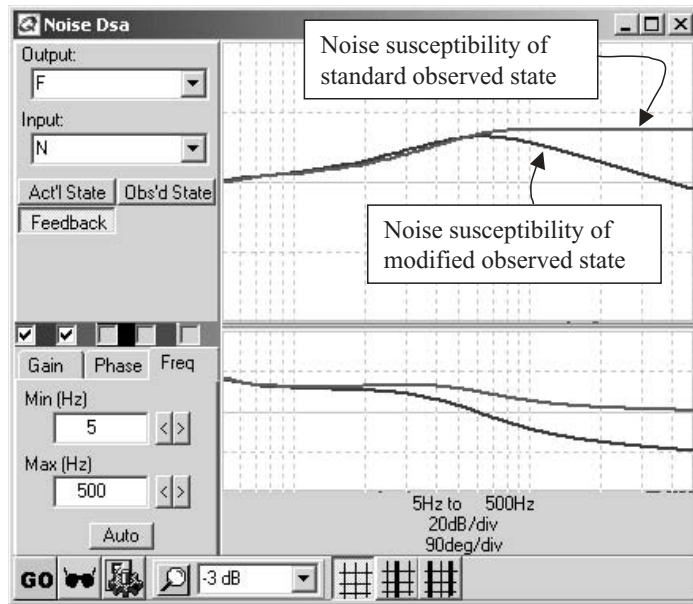 Noise Dsa
Output:
F
Input:
N
Act'l State
Obs'd State
Feedback
Gain
Phase
Freq
Min (Hz)
5
Max (Hz)
500
Auto
Noise susceptibility of
standard observed state
Noise susceptibility of
modified observed state
5Hz to 500Hz
20dB/div
90deg/div
GO
-3 dB